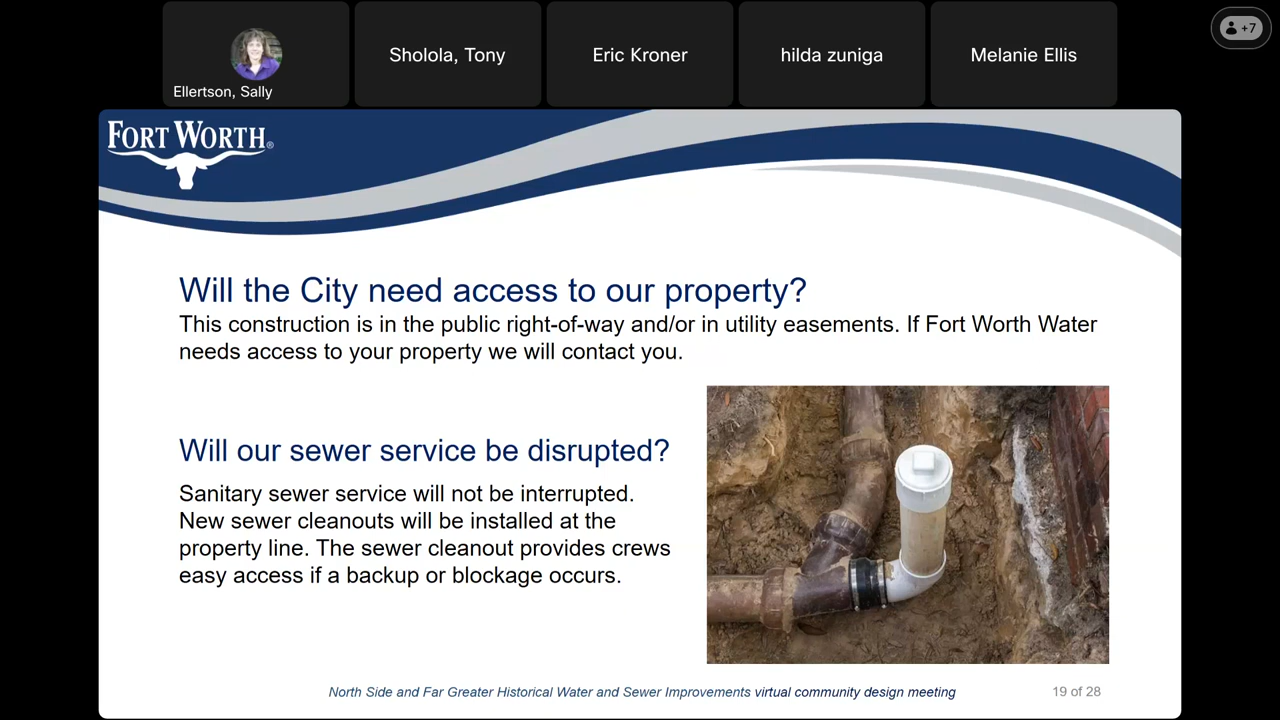 Ellertson, Sally
Sholola, Tony
Eric Kroner
hilda zuniga
Melanie Ellis
+7
FORT WORTH®
Will the City need access to our property?
This construction is in the public right-of-way and/or in utility easements. If Fort Worth Water
needs access to your property we will contact you.
Will our sewer service be disrupted?
Sanitary sewer service will not be interrupted.
New sewer cleanouts will be installed at the
property line. The sewer cleanout provides crews
easy access if a backup or blockage occurs.
North Side and Far Greater Historical Water and Sewer Improvements virtual community design meeting
19 of 28